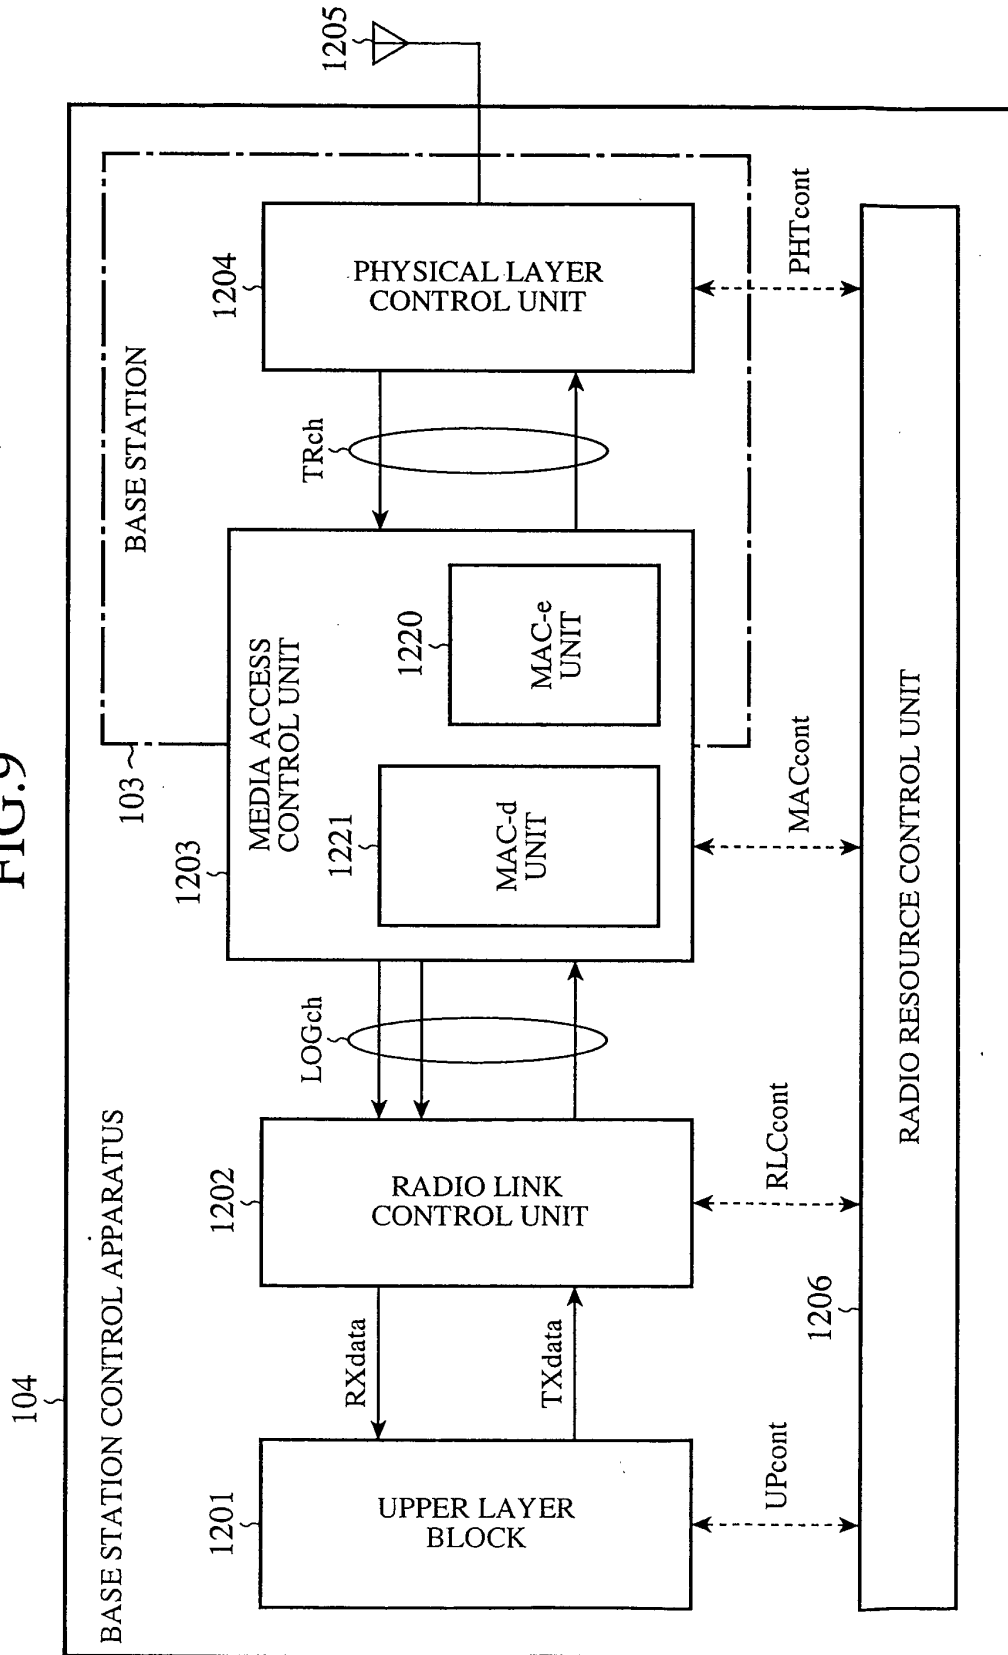 FIG.9
104
BASE STATION CONTROL APPARATUS
103
BASE STATION
1201
UPPER LAYER
BLOCK
RXdata
TXdata
1202
RADIO LINK
CONTROL UNIT
LOGch
1203
MEDIA ACCESS
CONTROL UNIT
1221
MAC-d
UNIT
1220
MAC-e
UNIT
TRch
1204
PHYSICAL LAYER
CONTROL UNIT
1205
UPcont
RLCcont
MACcont
PHTcont
1206
RADIO RESOURCE CONTROL UNIT